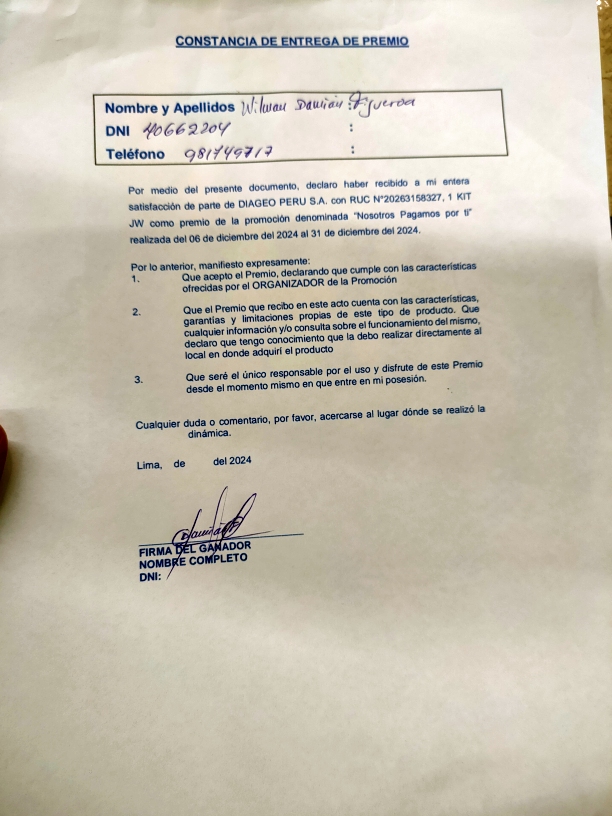 CONSTANCIA DE ENTREGA DE PREMIO
Nombre y Apellidos Wilman Damián Figueroa :
DNI 40662204 :
Teléfono 981749717 :
Por medio del presente documento, declaro haber recibido a mi entera
satisfacción de parte de DIAGEO PERU S.A. con RUC N°20263158327, 1 KIT
JW como premio de la promoción denominada "Nosotros Pagamos por ti"
realizada del 06 de diciembre del 2024 al 31 de diciembre del 2024.
Por lo anterior, manifiesto expresamente:
1. Que acepto el Premio, declarando que cumple con las características
ofrecidas por el ORGANIZADOR de la Promoción
2. Que el Premio que recibo en este acto cuenta con las características,
garantías y limitaciones propias de este tipo de producto. Que
cualquier información y/o consulta sobre el funcionamiento del mismo,
declaro que tengo conocimiento que la debo realizar directamente al
local en donde adquirí el producto
3. Que seré el único responsable por el uso y disfrute de este Premio
desde el momento mismo en que entre en mi posesión.
Cualquier duda o comentario, por favor, acercarse al lugar dónde se realizó la
dinámica.
Lima, de del 2024
FIRMA DEL GANADOR
NOMBRE COMPLETO
DNI: